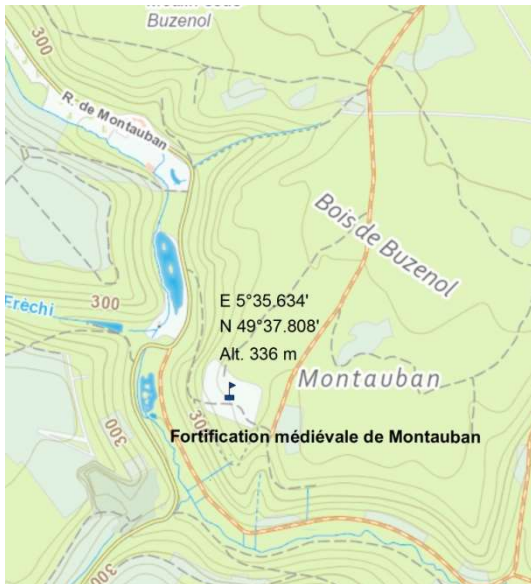 Buzenol
300
R. de Montauban
Bois de Buzenol
E 5°35.634'
N 49°37.808'
Alt. 336 m
300
Montauban
Fortification médiévale de Montauban
300
300